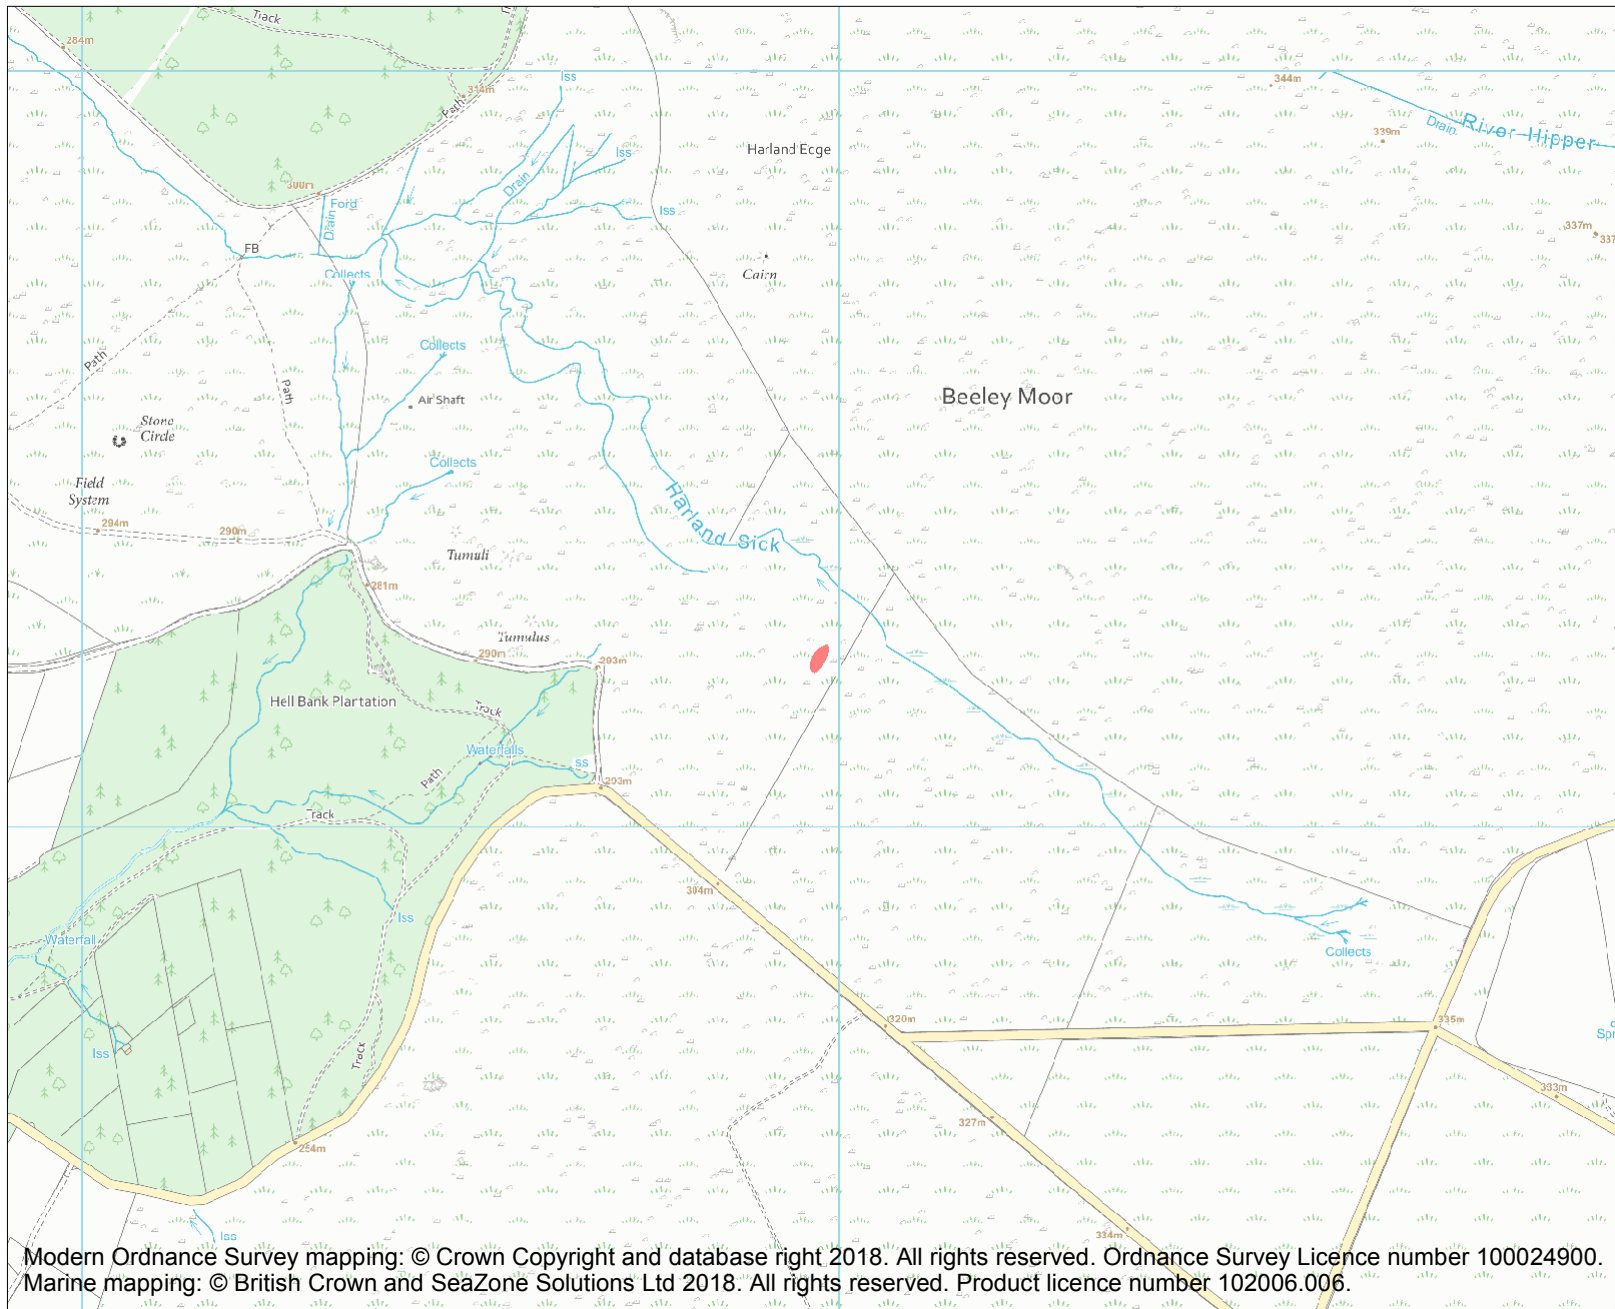 Track
284m
Iss
314m
Path
344m
Drain
River Hipper
339m
Harland Edge
Iss
Drain
300m
Ford
Drain
Iss
337m
337
FB
Collects
Cairn
Collects
Path
Path
Air Shaft
Beeley Moor
Stone
Circle
Collects
Field
System
294m
290m
Harland Sick
Tumuli
281m
Tumulus
290m
293m
Hell Bank Plantation
Track
Waterfalls
ss
Path
293m
Track
304m
Iss
Waterfall
Collects
320m
335m
Spr
Iss
Track
333m
327m
254m
334m
Iss
Modern Ordnance Survey mapping: © Crown Copyright and database right 2018. All rights reserved. Ordnance Survey Licence number 100024900.
Marine mapping: © British Crown and SeaZone Solutions Ltd 2018. All rights reserved. Product licence number 102006.006.